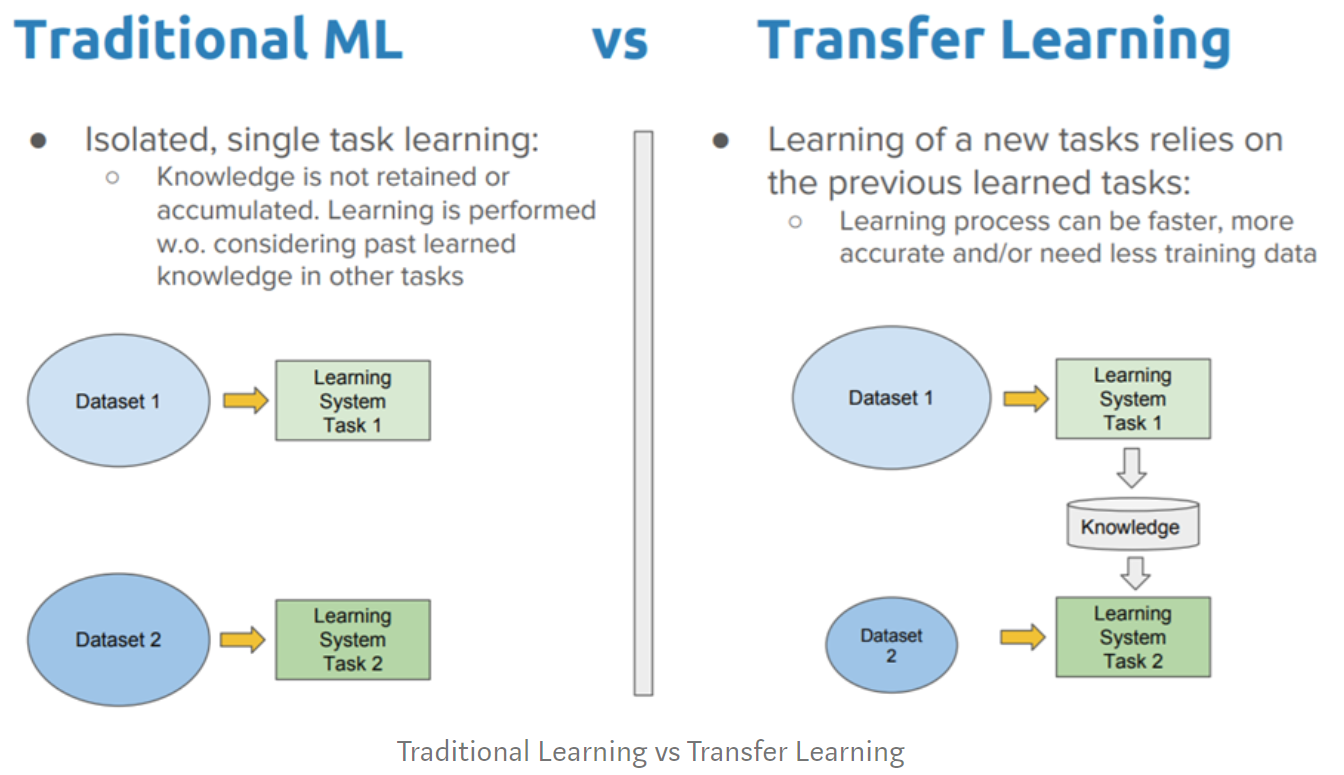 Traditional ML vs Transfer Learning
● Isolated, single task learning:
○ Knowledge is not retained or
accumulated. Learning is performed
w.o. considering past learned
knowledge in other tasks
Dataset 1
Learning
System
Task 1
Dataset 2
Learning
System
Task 2
● Learning of a new tasks relies on
the previous learned tasks:
○ Learning process can be faster, more
accurate and/or need less training data
Dataset 1
Learning
System
Task 1
Knowledge
Dataset
2
Learning
System
Task 2
Traditional Learning vs Transfer Learning